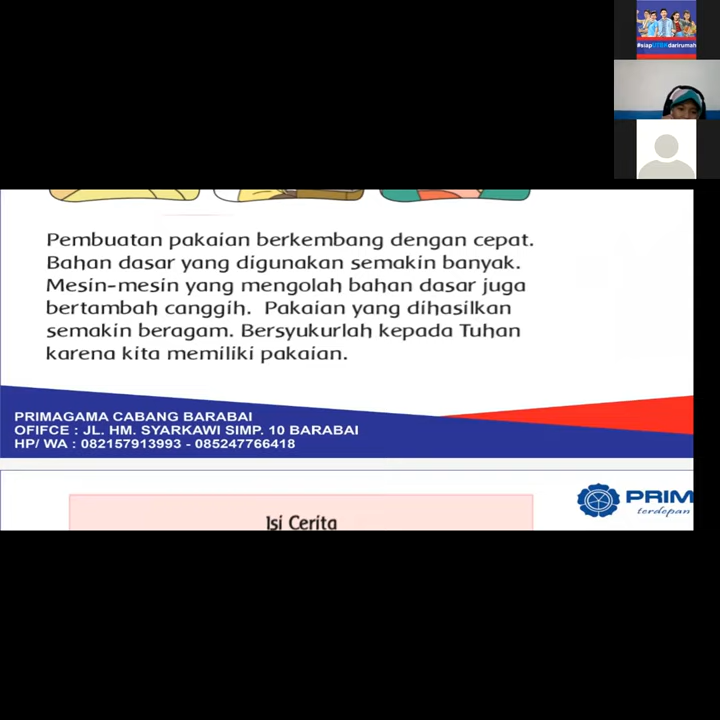 #siapUTBKdarirumah
Pembuatan pakaian berkembang dengan cepat.
Bahan dasar yang digunakan semakin banyak.
Mesin-mesin yang mengolah bahan dasar juga
bertambah canggih. Pakaian yang dihasilkan
semakin beragam. Bersyukurlah kepada Tuhan
karena kita memiliki pakaian.
PRIMAGAMA CABANG BARABAI
OFIFCE : JL. HM. SYARKAWI SIMP. 10 BARABAI
HP/ WA : 082157913993 - 085247766418
PRIM
terdepan
Isi Cerita